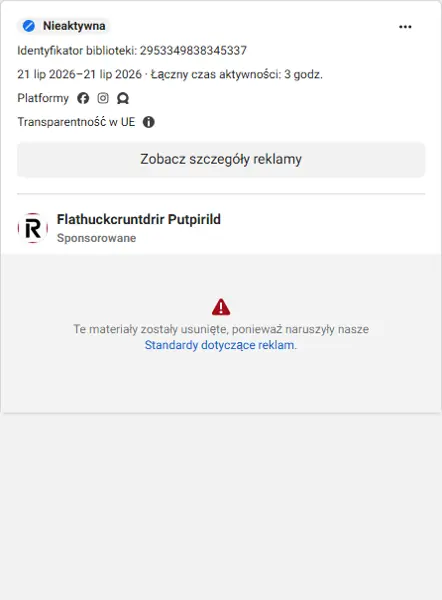 Nieaktywna
Identyfikator biblioteki: 2953349838345337
21 lip 2026–21 lip 2026 · Łączny czas aktywności: 3 godz.
Platformy
Transparentność w UE
Zobacz szczegóły reklamy
R
Flathuckcruntdrir Putpirild
Sponsorowane
Te materiały zostały usunięte, ponieważ naruszyły nasze
Standardy dotyczące reklam.